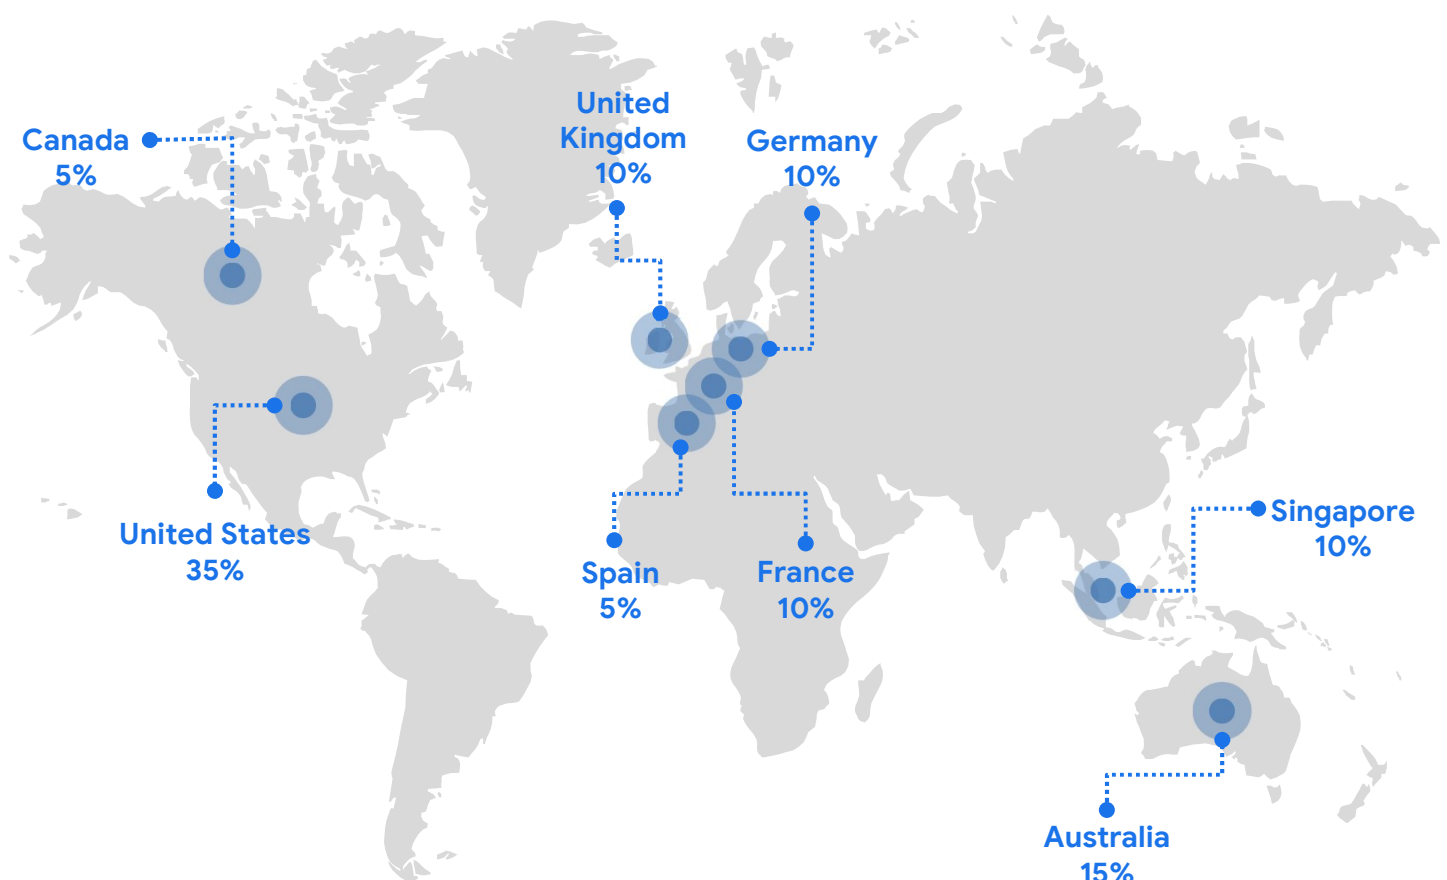 United
Kingdom
10%
Canada
5%
Germany
10%
United States
35%
Singapore
10%
Spain
5%
France
10%
Australia
15%